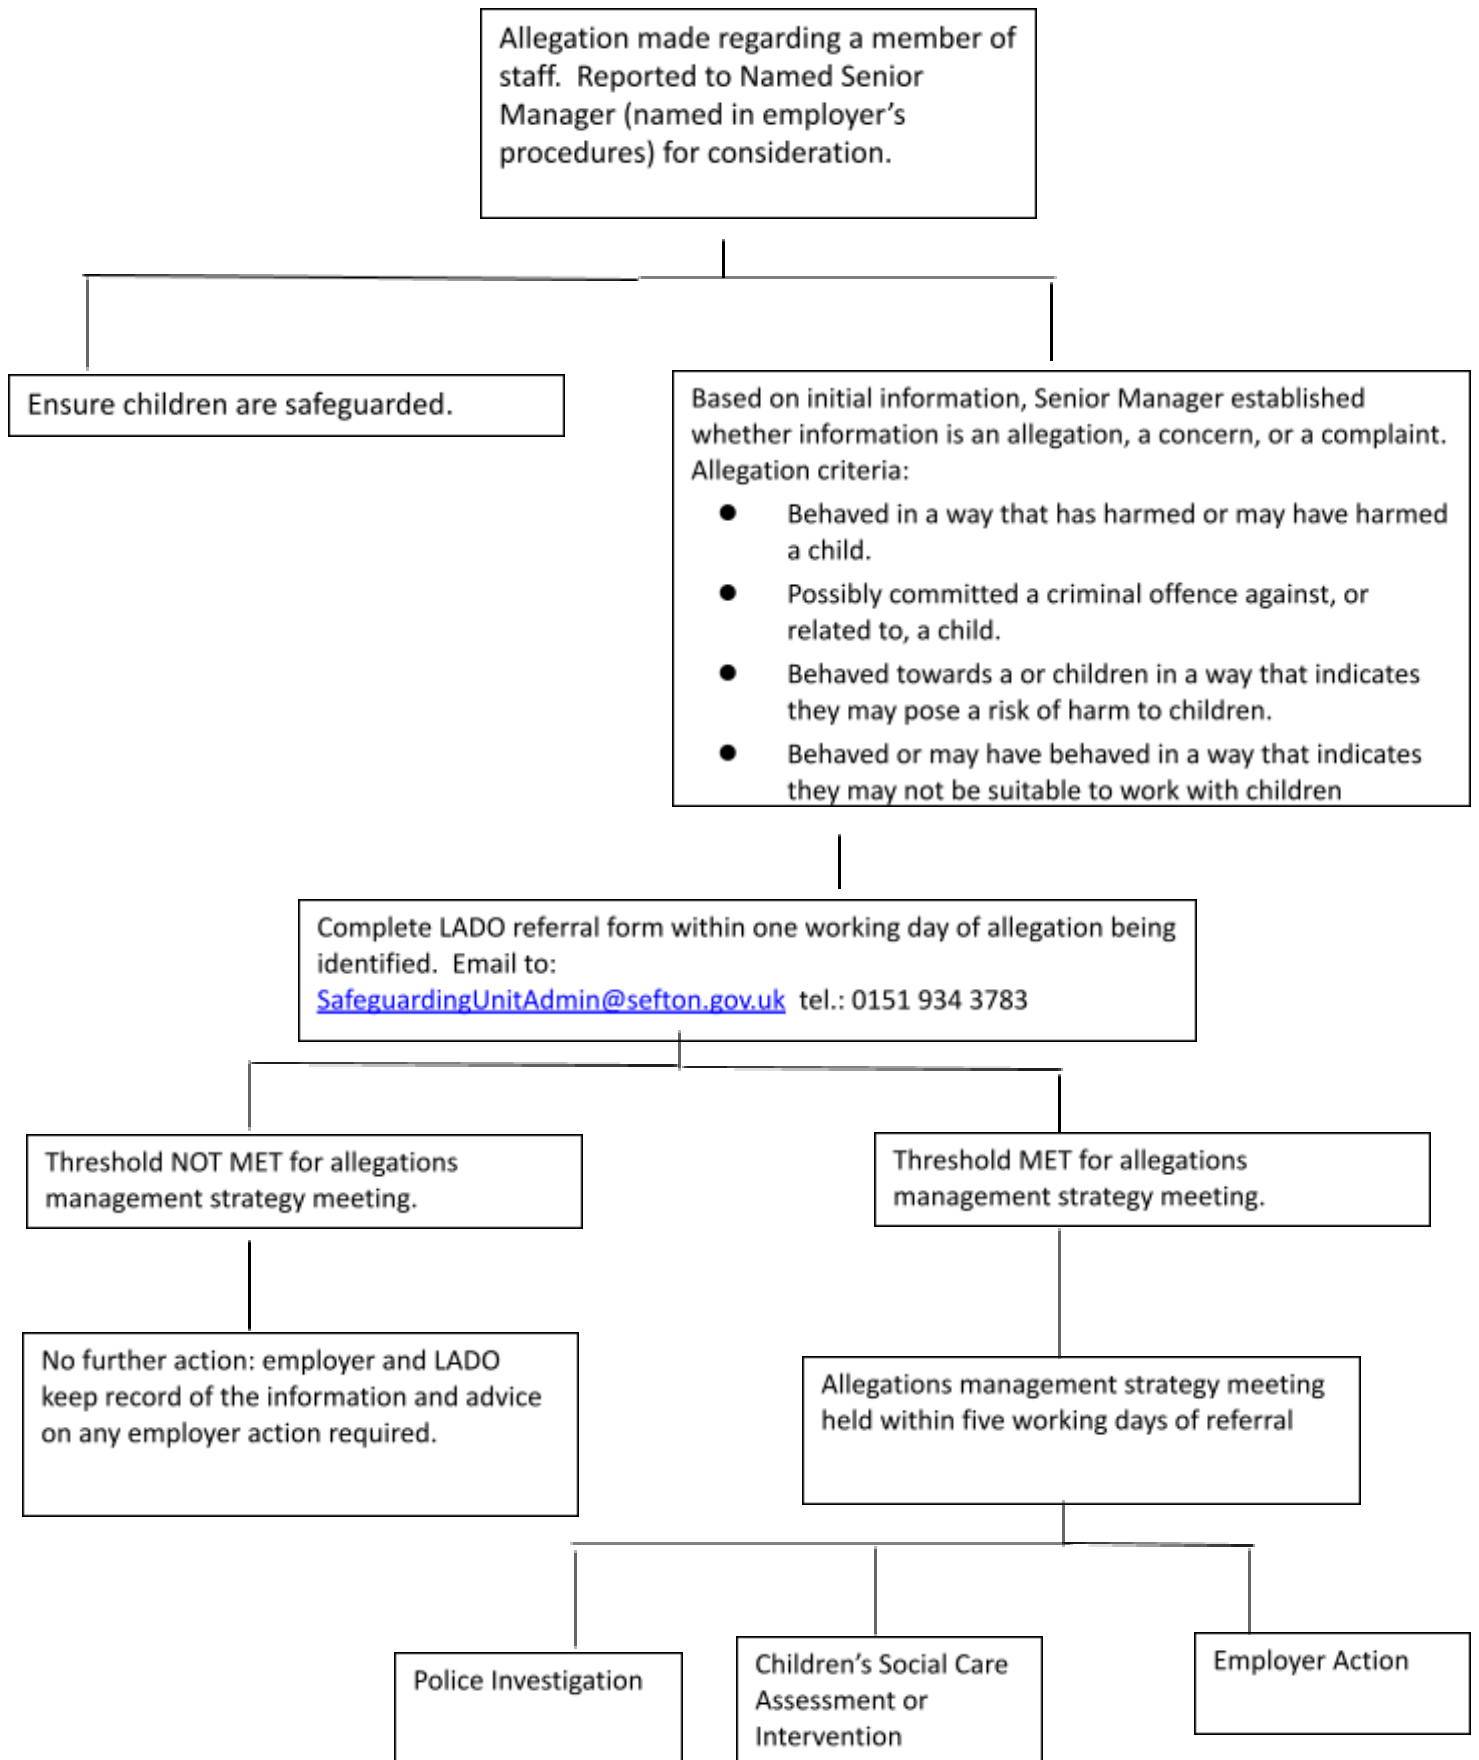 Allegation made regarding a member of
staff.  Reported to Named Senior
Manager (named in employer’s
procedures) for consideration.
Ensure children are safeguarded.
Based on initial information, Senior Manager established
whether information is an allegation, a concern, or a complaint.
Allegation criteria:
● Behaved in a way that has harmed or may have harmed
a child.
● Possibly committed a criminal offence against, or
related to, a child.
● Behaved towards a or children in a way that indicates
they may pose a risk of harm to children.
● Behaved or may have behaved in a way that indicates
they may not be suitable to work with children
Complete LADO referral form within one working day of allegation being
identified.  Email to:
SafeguardingUnitAdmin@sefton.gov.uk  tel.: 0151 934 3783
Threshold NOT MET for allegations
management strategy meeting.
Threshold MET for allegations
management strategy meeting.
No further action: employer and LADO
keep record of the information and advice
on any employer action required.
Allegations management strategy meeting
held within five working days of referral
Police Investigation
Children’s Social Care
Assessment or
Intervention
Employer Action